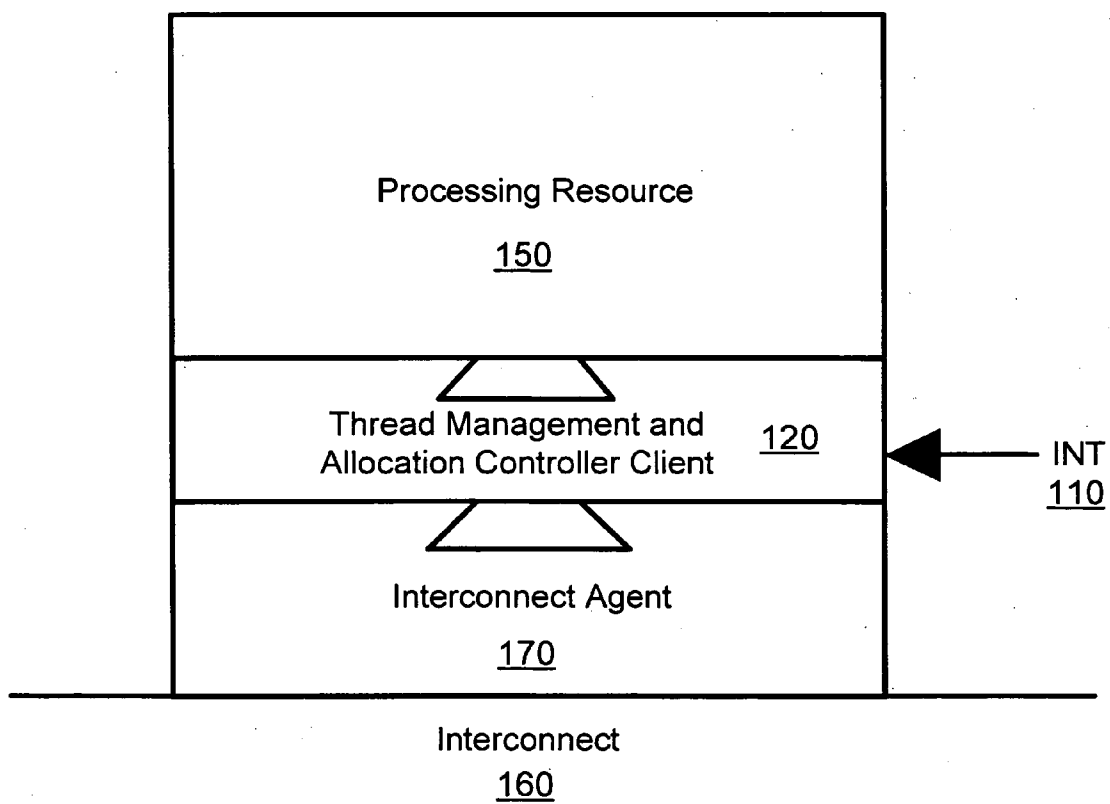 Processing Resource
150
Thread Management and
Allocation Controller Client
120
INT
110
Interconnect Agent
170
Interconnect
160